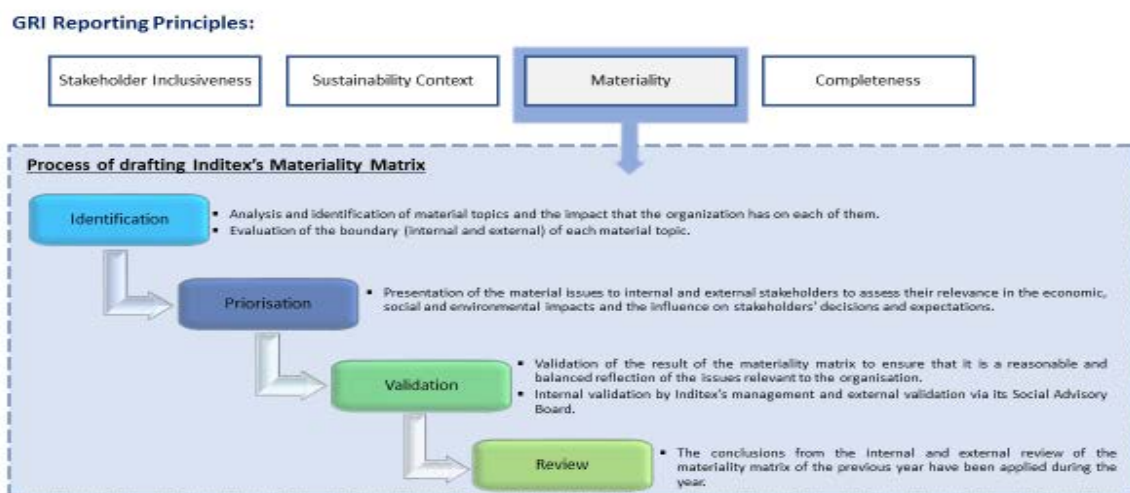 GRI Reporting Principles:
Stakeholder Inclusiveness
Sustainability Context
Materiality
Completeness
Process of drafting Inditex's Materiality Matrix
Identification
▪ Analysis and identification of material topics and the impact that the organization has on each of them.
▪ Evaluation of the boundary (internal and external) of each material topic.
Priorisation
▪ Presentation of the material issues to internal and external stakeholders to assess their relevance in the economic,
social and environmental impacts and the influence on stakeholders' decisions and expectations.
Validation
▪ Validation of the result of the materiality matrix to ensure that it is a reasonable and
balanced reflection of the issues relevant to the organisation.
▪ Internal validation by Inditex's management and external validation via its Social Advisory
Board.
Review
▪ The conclusions from the internal and external review of the
materiality matrix of the previous year have been applied during the
year.